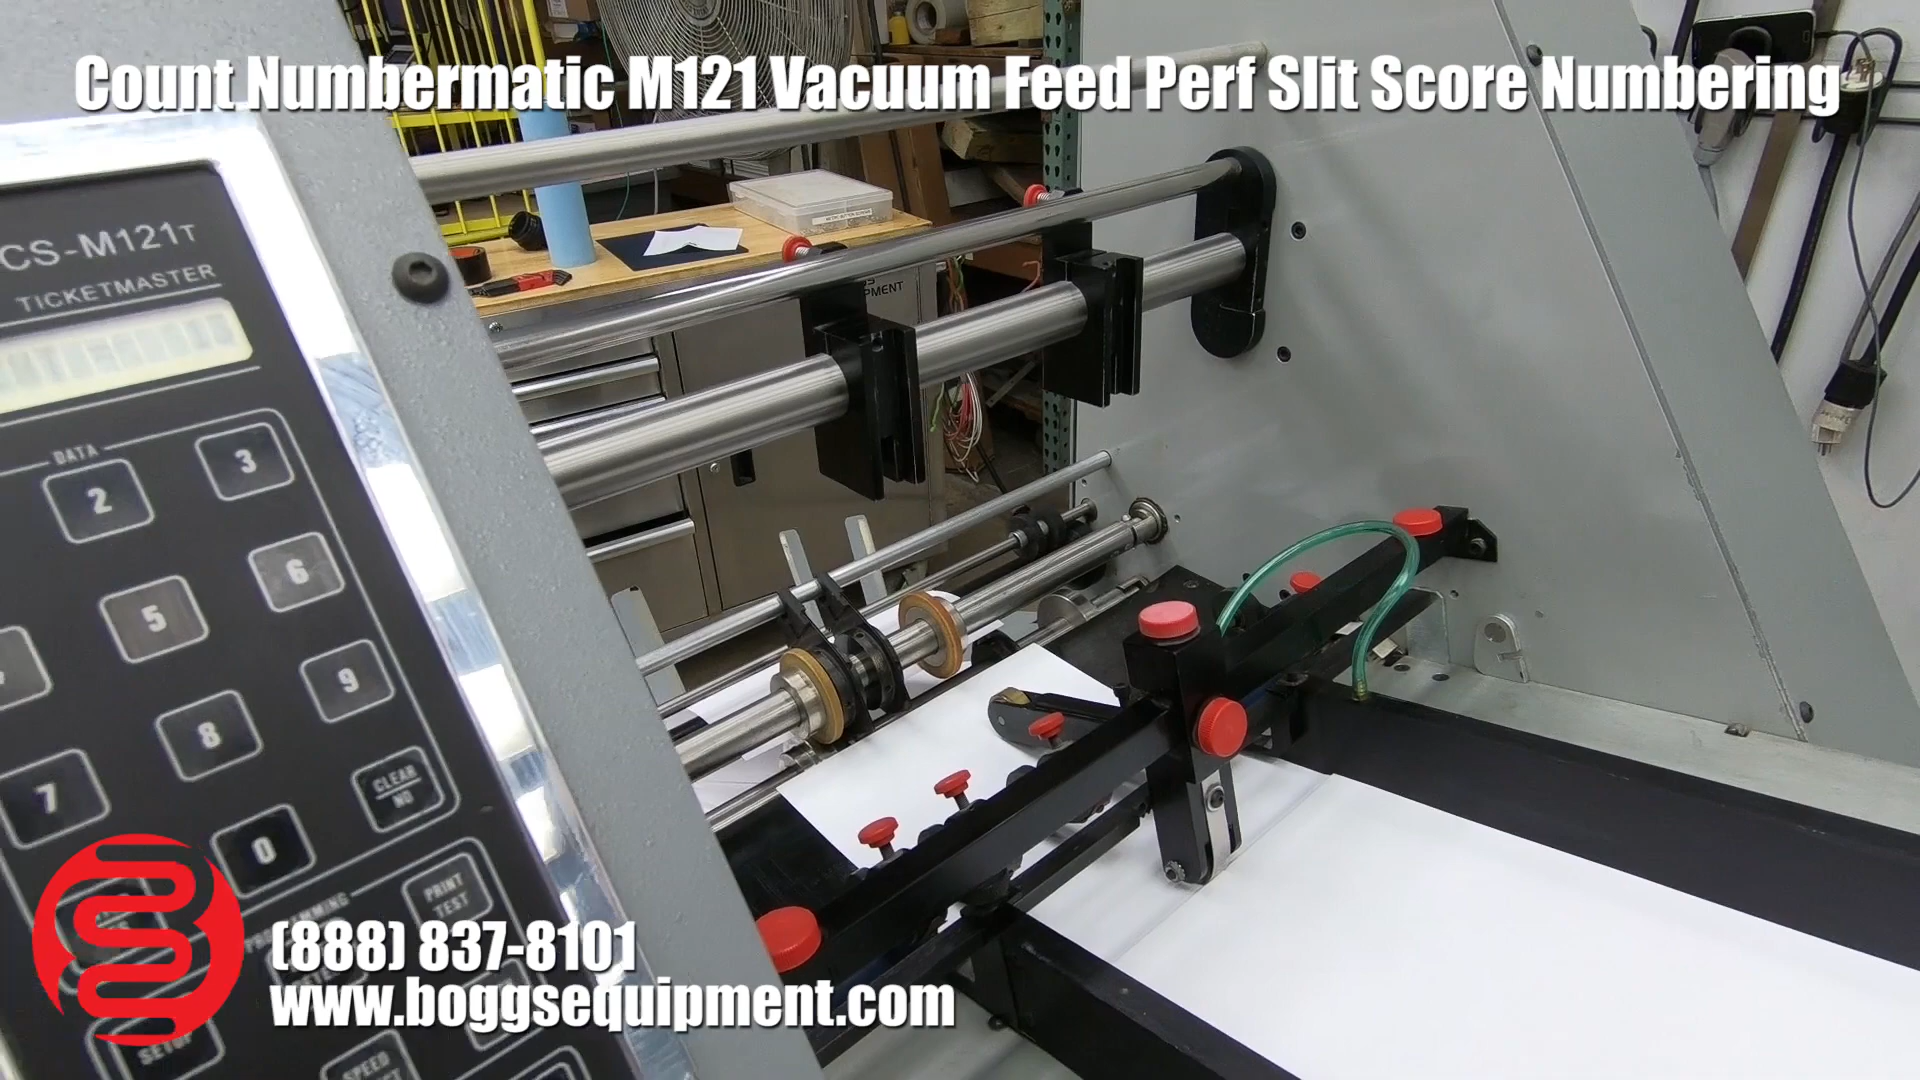 Count Numbermatic M121 Vacuum Feed Perf Slit Score Numbering
CS-M121T
TICKETMASTER
DATA
2
3
5
6
7
8
9
0
CLEAR
NO
PRINT
TEST
SETUP
SPEED
PMENT
(888) 837-8101
www.boggsequipment.com